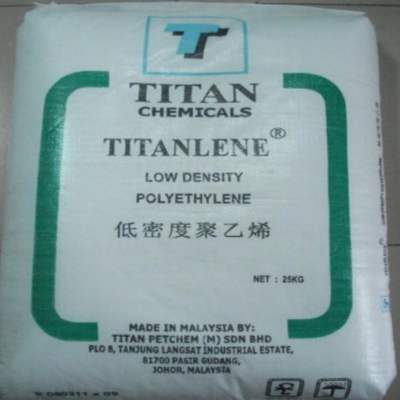 TITAN
CHEMICALS
TITANLENE®
LOW DENSITY
POLYETHYLENE
低密度聚乙烯
NET : 25KG
MADE IN MALAYSIA BY:
TITAN PETCHEM (M) SDN BHD
PLO 8, TANJUNG LANGSAT INDUSTRIAL ESTATE,
81700 PASIR GUDANG,
JOHOR, MALAYSIA